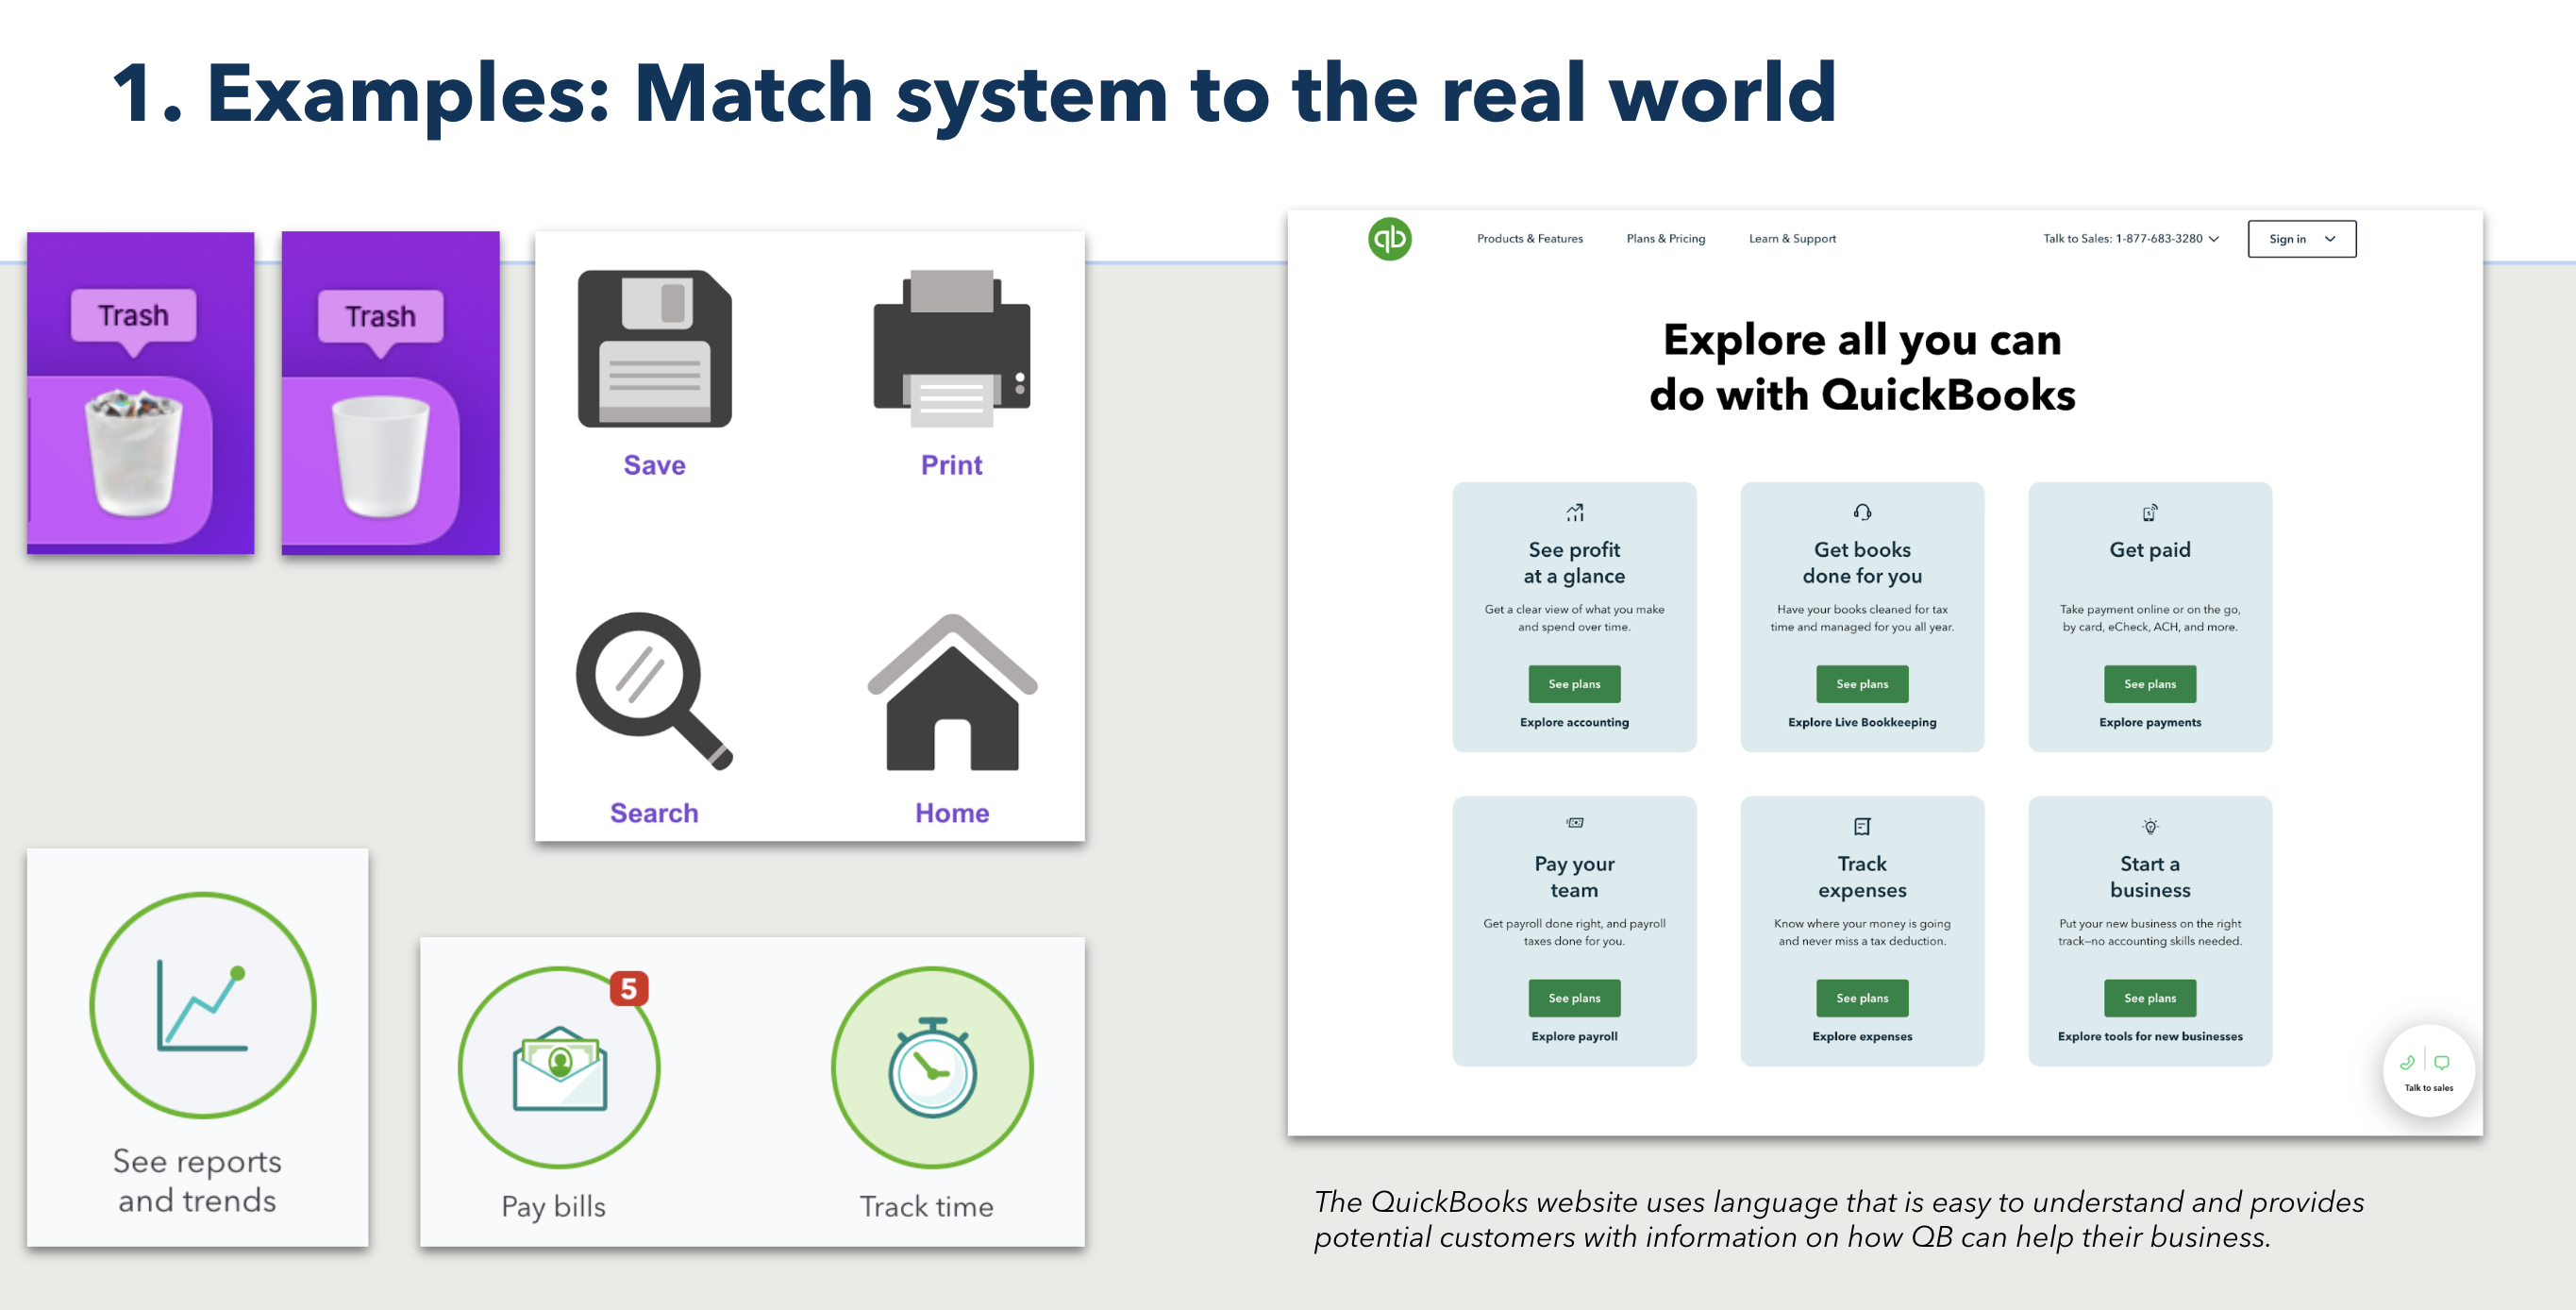 1. Examples: Match system to the real world
Trash
Trash
Save
Print
Search
Home
See reports
and trends
5
Pay bills
Track time
qb
Products & Features
Plans & Pricing
Learn & Support
Talk to Sales: 1-877-683-3280
Sign in
Explore all you can
do with QuickBooks
See profit
at a glance
Get a clear view of what you make
and spend over time.
See plans
Explore accounting
Get books
done for you
Have your books cleaned for tax
time and managed for you all year.
See plans
Explore Live Bookkeeping
Get paid
Take payment online or on the go,
by card, eCheck, ACH, and more.
See plans
Explore payments
Pay your
team
Get payroll done right, and payroll
taxes done for you.
See plans
Explore payroll
Track
expenses
Know where your money is going
and never miss a tax deduction.
See plans
Explore expenses
Start a
business
Put your new business on the right
track—no accounting skills needed.
See plans
Explore tools for new businesses
Talk to sales
The QuickBooks website uses language that is easy to understand and provides
potential customers with information on how QB can help their business.